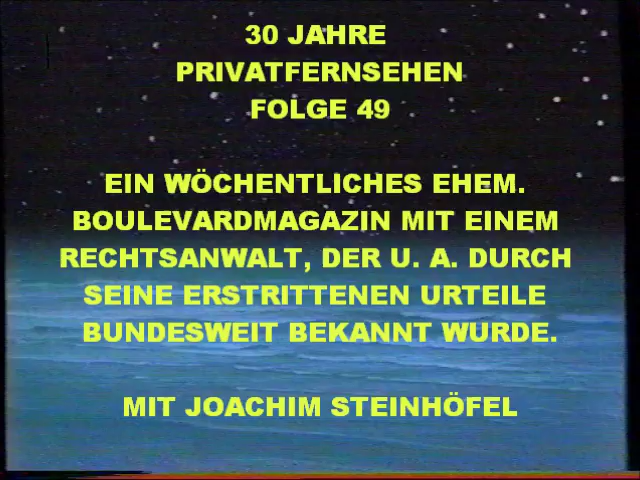 30 JAHRE
PRIVATFERNSEHEN
FOLGE 49
EIN WÖCHENTLICHES EHEM.
BOULEVARDMAGAZIN MIT EINEM
RECHTSANWALT, DER U. A. DURCH
SEINE ERSTRITTENEN URTEILE
BUNDESWEIT BEKANNT WURDE.
MIT JOACHIM STEINHÖFEL